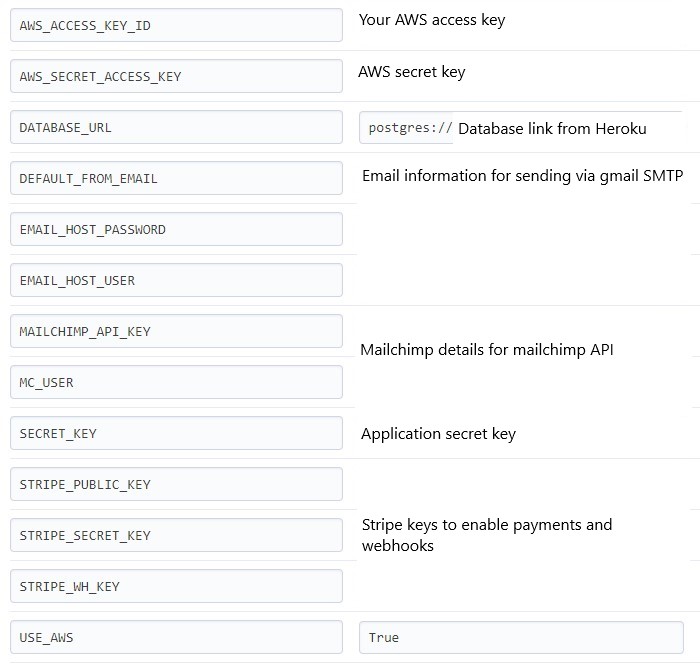 AWS_ACCESS_KEY_ID Your AWS access key
AWS_SECRET_ACCESS_KEY AWS secret key
DATABASE_URL postgres:// Database link from Heroku
DEFAULT_FROM_EMAIL Email information for sending via gmail SMTP
EMAIL_HOST_PASSWORD
EMAIL_HOST_USER
MAILCHIMP_API_KEY
Mailchimp details for mailchimp API
MC_USER
SECRET_KEY Application secret key
STRIPE_PUBLIC_KEY
STRIPE_SECRET_KEY Stripe keys to enable payments and
webhooks
STRIPE_WH_KEY
USE_AWS True